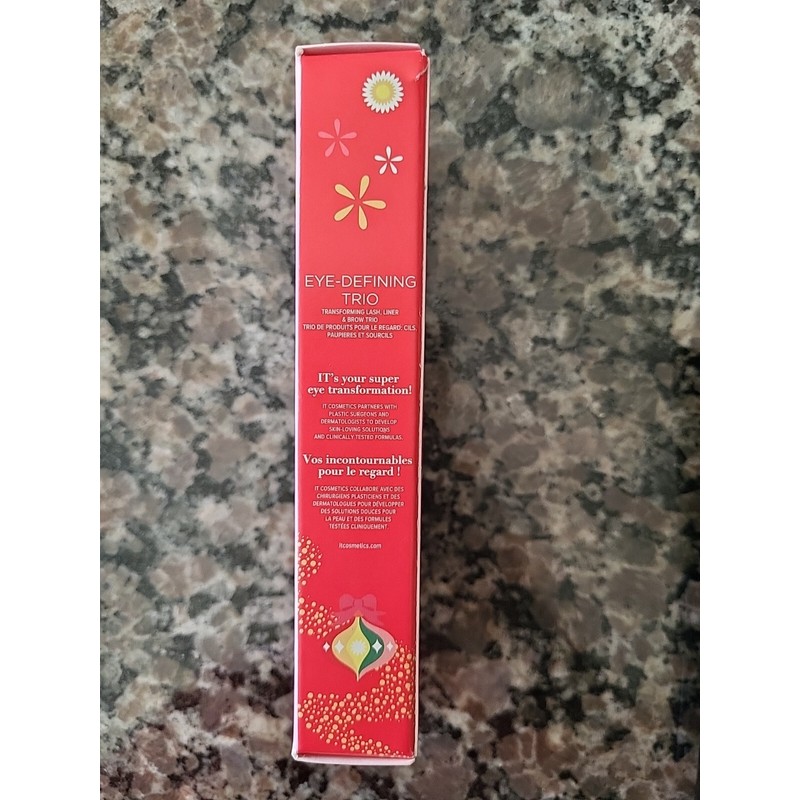 EYE-DEFINING
TRIO
TRANSFORMING LASH, LINER
& BROW TRIO
TRIO DE PRODUITS POUR LE REGARD: CILS,
PAUPIÈRES ET SOURCILS
IT's your super
eye transformation!
IT COSMETICS PARTNERS WITH
PLASTIC SURGEONS AND
DERMATOLOGISTS TO DEVELOP
SKIN-LOVING SOLUTIONS
AND CLINICALLY-TESTED FORMULAS.
Vos incontournables
pour le regard !
IT COSMETICS COLLABORE AVEC DES
CHIRURGIENS PLASTICIENS ET DES
DERMATOLOGUES POUR DÉVELOPPER
DES SOLUTIONS DOUCES POUR
LA PEAU ET DES FORMULES
TESTÉES CLINIQUEMENT.
itcosmetics.com